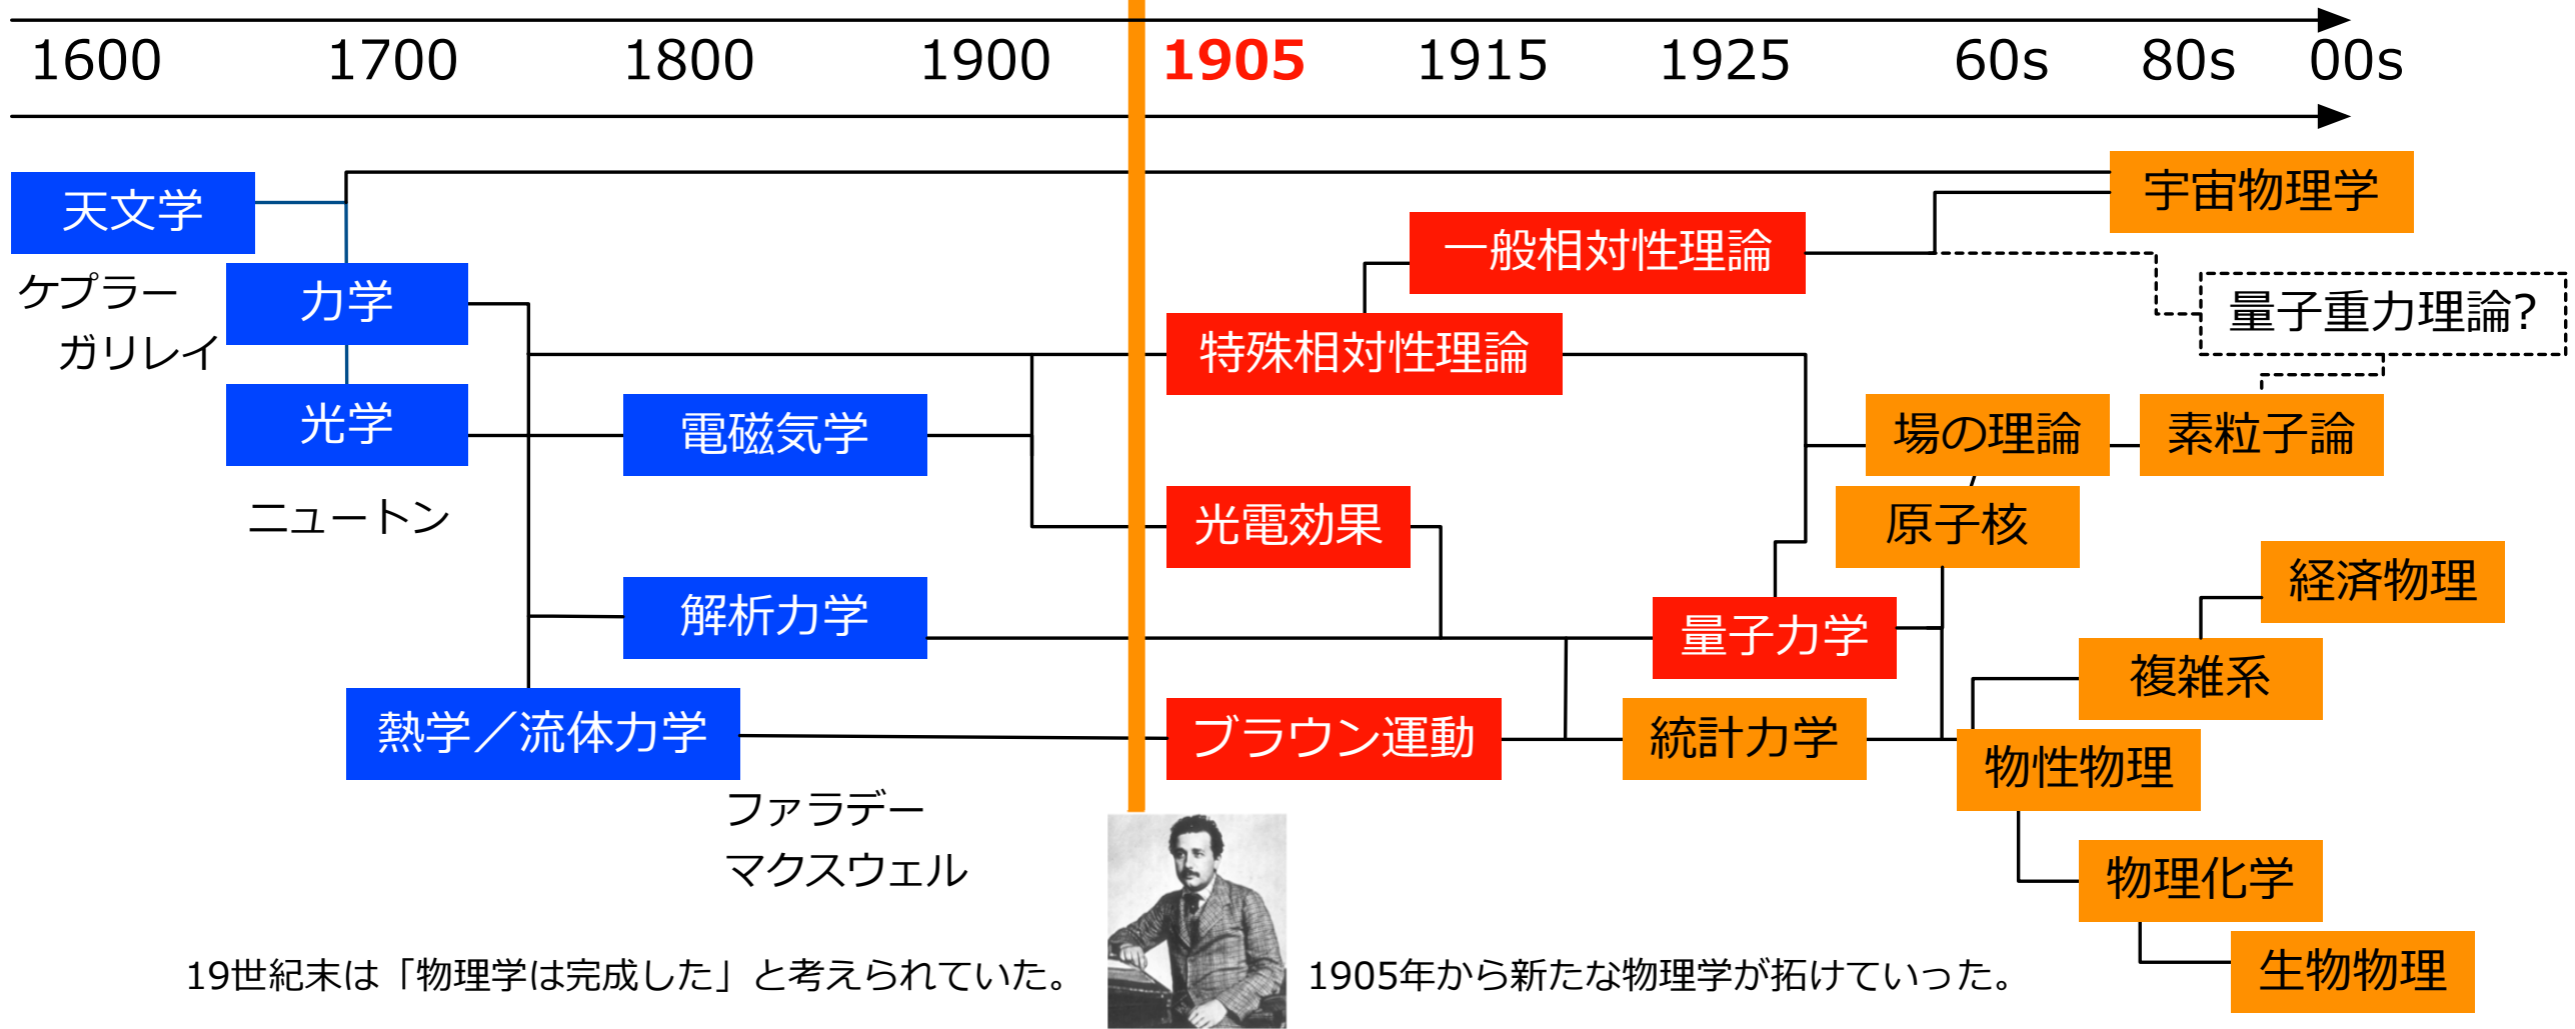 1600 1700 1800 1900 1905 1915 1925 60s 80s 00s
天文学
宇宙物理学
ケプラー
ガリレイ
力学
一般相対性理論
量子重力理論?
光学
特殊相対性理論
ニュートン
電磁気学
場の理論
素粒子論
光電効果
原子核
解析力学
量子力学
経済物理
複雑系
熱学／流体力学
ブラウン運動
統計力学
物性物理
ファラデー
マクスウェル
物理化学
生物物理
19世紀末は「物理学は完成した」と考えられていた。
1905年から新たな物理学が拓けていった。